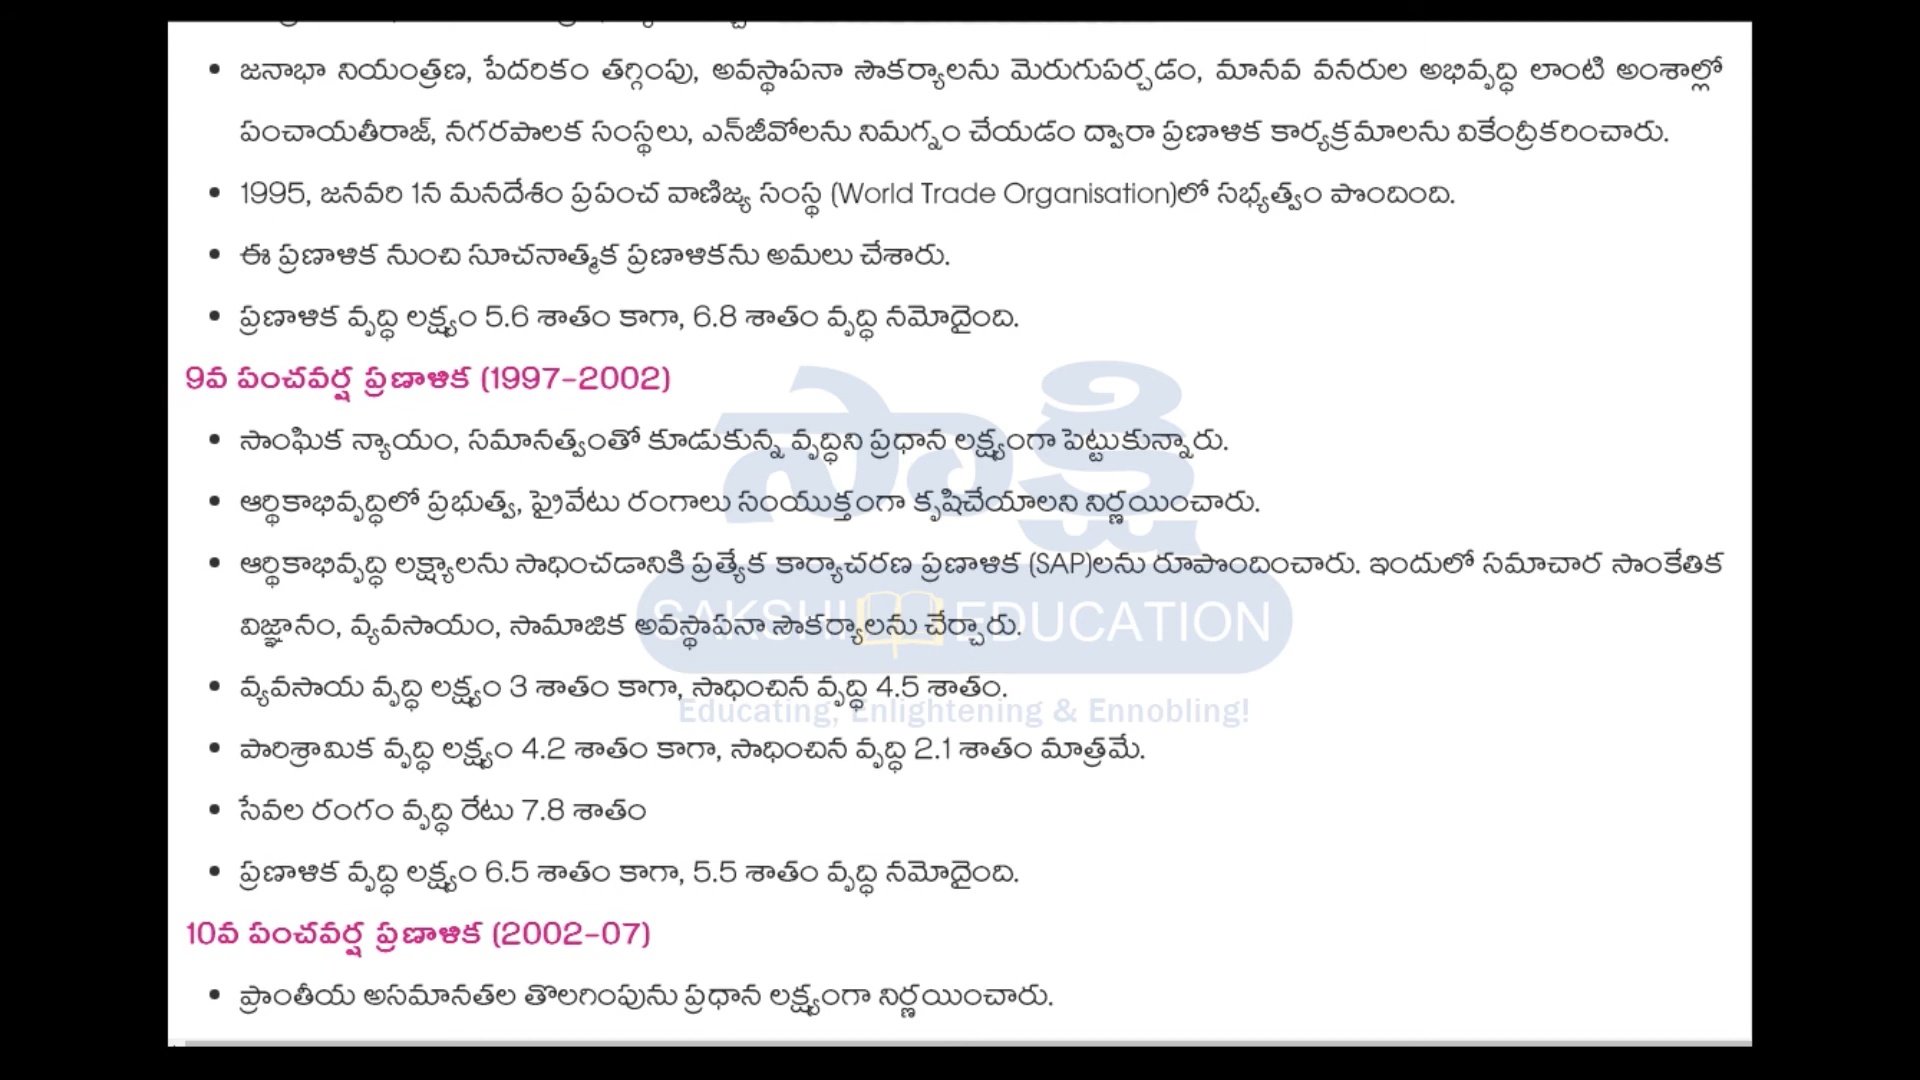 • జనాభా నియంత్రణ, పేదరికం తగ్గింపు, అవస్థాపనా సౌకర్యాలను మెరుగుపర్చడం, మానవ వనరుల అభివృద్ధి లాంటి అంశాల్లో
పంచాయతీరాజ్, నగరపాలక సంస్థలు, ఎన్‌జీవోలను నిమగ్నం చేయడం ద్వారా ప్రణాళిక కార్యక్రమాలను వికేంద్రీకరించారు.
• 1995, జనవరి 1న మనదేశం ప్రపంచ వాణిజ్య సంస్థ (World Trade Organisation)లో సభ్యత్వం పొందింది.
• ఈ ప్రణాళిక నుంచి సూచనాత్మక ప్రణాళికను అమలు చేశారు.
• ప్రణాళిక వృద్ధి లక్ష్యం 5.6 శాతం కాగా, 6.8 శాతం వృద్ధి నమోదైంది.
9వ పంచవర్ష ప్రణాళిక (1997-2002)
• సాంఘిక న్యాయం, సమానత్వంతో కూడుకున్న వృద్ధిని ప్రధాన లక్ష్యంగా పెట్టుకున్నారు.
• ఆర్థికాభివృద్ధిలో ప్రభుత్వ, ప్రైవేటు రంగాలు సంయుక్తంగా కృషిచేయాలని నిర్ణయించారు.
• ఆర్థికాభివృద్ధి లక్ష్యాలను సాధించడానికి ప్రత్యేక కార్యాచరణ ప్రణాళిక (SAP)లను రూపొందించారు. ఇందులో సమాచార సాంకేతిక
విజ్ఞానం, వ్యవసాయం, సామాజిక అవస్థాపనా సౌకర్యాలను చేర్చారు.
• వ్యవసాయ వృద్ధి లక్ష్యం 3 శాతం కాగా, సాధించిన వృద్ధి 4.5 శాతం.
• పారిశ్రామిక వృద్ధి లక్ష్యం 4.2 శాతం కాగా, సాధించిన వృద్ధి 2.1 శాతం మాత్రమే.
• సేవల రంగం వృద్ధి రేటు 7.8 శాతం
• ప్రణాళిక వృద్ధి లక్ష్యం 6.5 శాతం కాగా, 5.5 శాతం వృద్ధి నమోదైంది.
10వ పంచవర్ష ప్రణాళిక (2002-07)
• ప్రాంతీయ అసమానతల తొలగింపును ప్రధాన లక్ష్యంగా నిర్ణయించారు.
సాక్షి
SAKSHI EDUCATION
Educating, Enlightening & Ennobling!